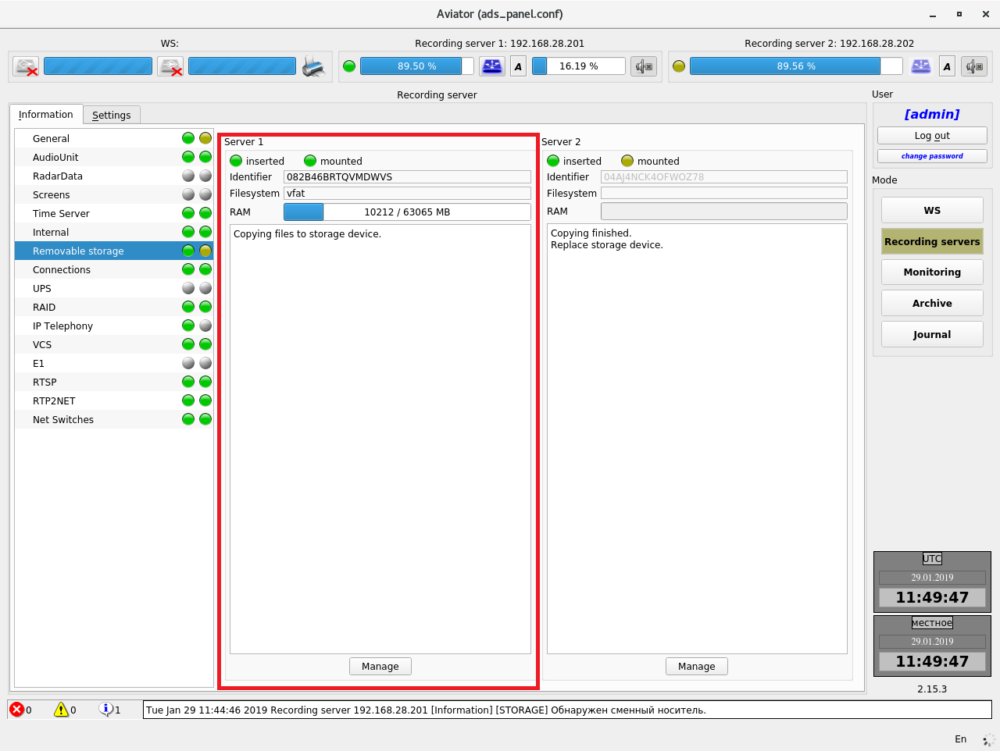 Aviator (ads_panel.conf)
WS:
Recording server 1: 192.168.28.201
Recording server 2: 192.168.28.202
89.50 %
A
16.19 %
89.56 %
A
Recording server
User
Information
Settings
[admin]
Log out
change password
Mode
WS
Recording servers
Monitoring
Archive
Journal
General
AudioUnit
RadarData
Screens
Time Server
Internal
Removable storage
Connections
UPS
RAID
IP Telephony
VCS
E1
RTSP
RTP2NET
Net Switches
Server 1
inserted
mounted
Identifier
082B46BRTQVMDWVS
Filesystem
vfat
RAM
10212 / 63065 MB
Copying files to storage device.
Manage
Server 2
inserted
mounted
Identifier
04AJ4NCK4OFWOZ78
Filesystem
RAM
Copying finished.
Replace storage device.
Manage
UTC
29.01.2019
11:49:47
местное
29.01.2019
11:49:47
2.15.3
0
0
1
Tue Jan 29 11:44:46 2019 Recording server 192.168.28.201 [Information] [STORAGE] Обнаружен сменный носитель.
En